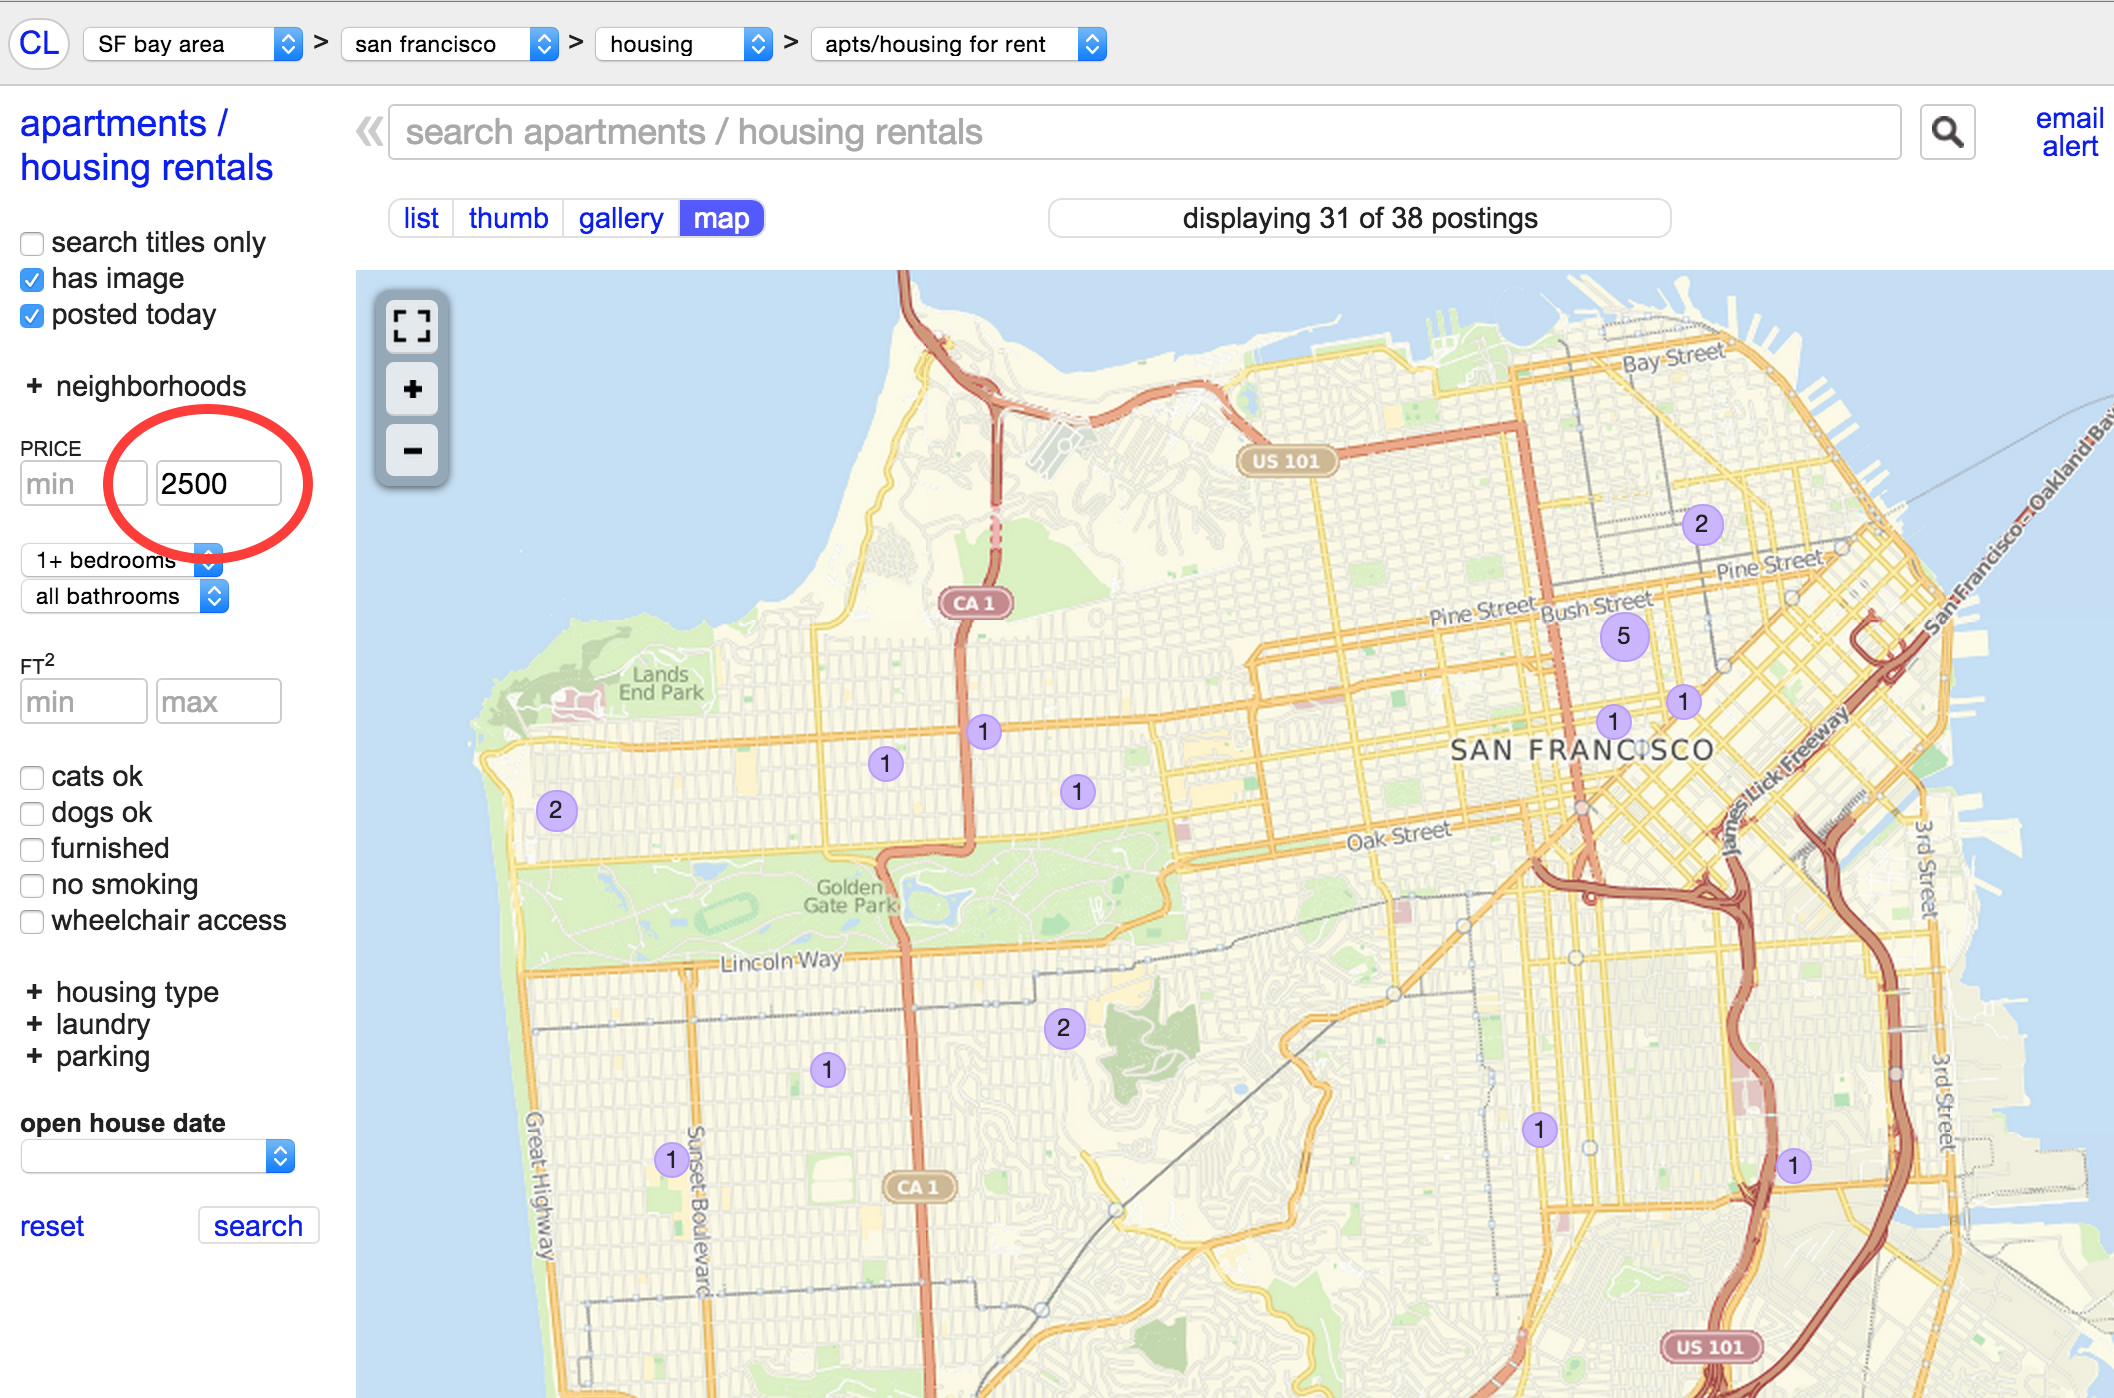 CL SF bay area > san francisco > housing > apts/housing for rent
apartments /
housing rentals
« search apartments / housing rentals
email
alert
list thumb gallery map
displaying 31 of 38 postings
search titles only
has image
posted today
+ neighborhoods
PRICE
min 2500
1+ bedrooms
all bathrooms
FT2
min max
cats ok
dogs ok
furnished
no smoking
wheelchair access
+ housing type
+ laundry
+ parking
open house date
reset search
+
−
Bay Street
US 101
San Francisco - Oakland Bay
2
Pine Street
CA 1
Pine Street
Bush Street
5
Lands
End Park
1
1
1
SAN FRANCISCO
1
1
2
James Lick Freeway
Oak Street
3rd Street
Golden
Gate Park
Lincoln Way
2
1
3rd Street
1
1
1
Great Highway
Sunset Boulevard
CA 1
US 101